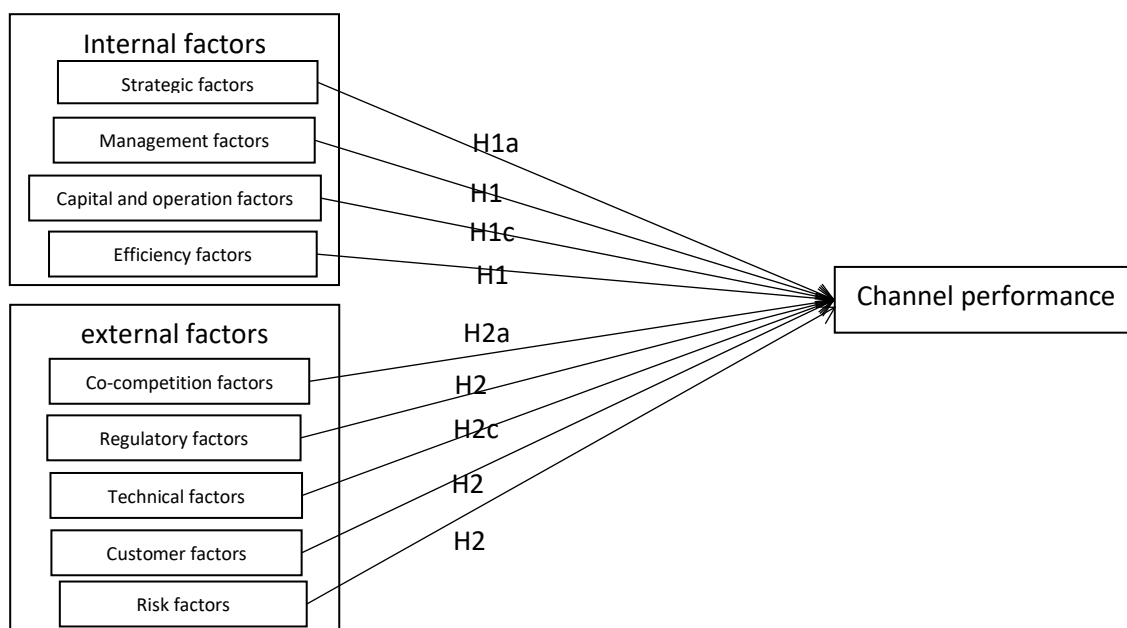 Internal factors
Strategic factors
Management factors
Capital and operation factors
Efficiency factors
H1a
H1
H1c
H1
external factors
Co-competition factors
Regulatory factors
Technical factors
Customer factors
Risk factors
H2a
H2
H2c
H2
H2
Channel performance